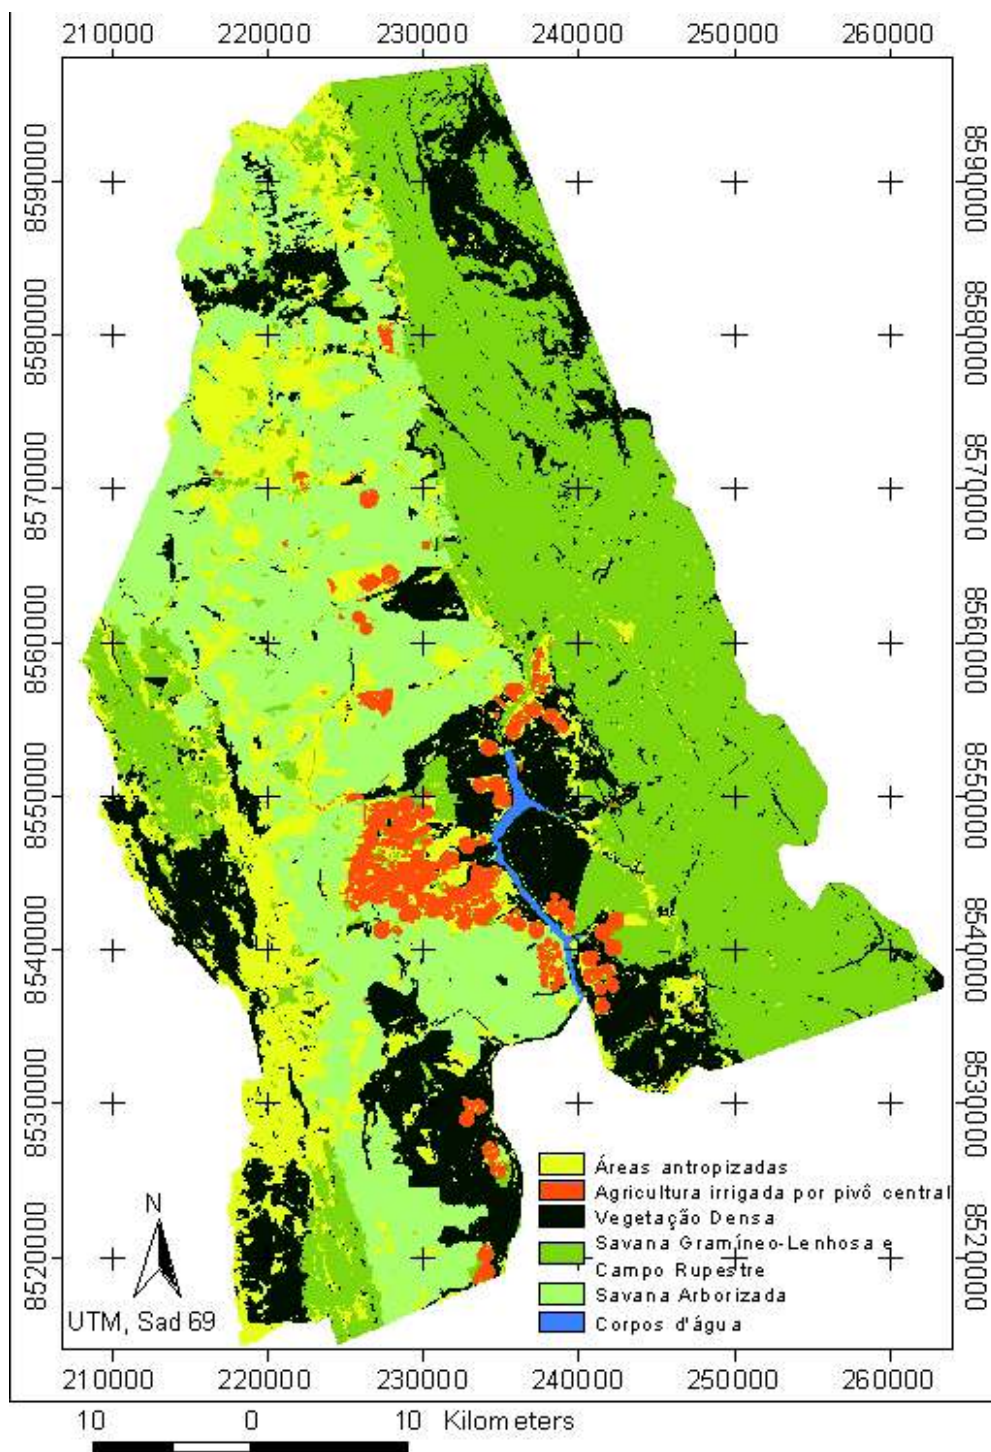 210000 220000 230000 240000 250000 260000
8590000
8580000
8570000
8560000
8550000
8540000
8530000
8520000
8590000
8580000
8570000
8560000
8550000
8540000
8530000
8520000
Áreas antropizadas
Agricultura irrigada por pivô central
Vegetação Densa
Savana Gramíneo-Lenhosa e
Campo Rupestre
Savana Arborizada
Corpos d'água
N
UTM, Sad 69
210000 220000 230000 240000 250000 260000
10 0 10 Kilometers